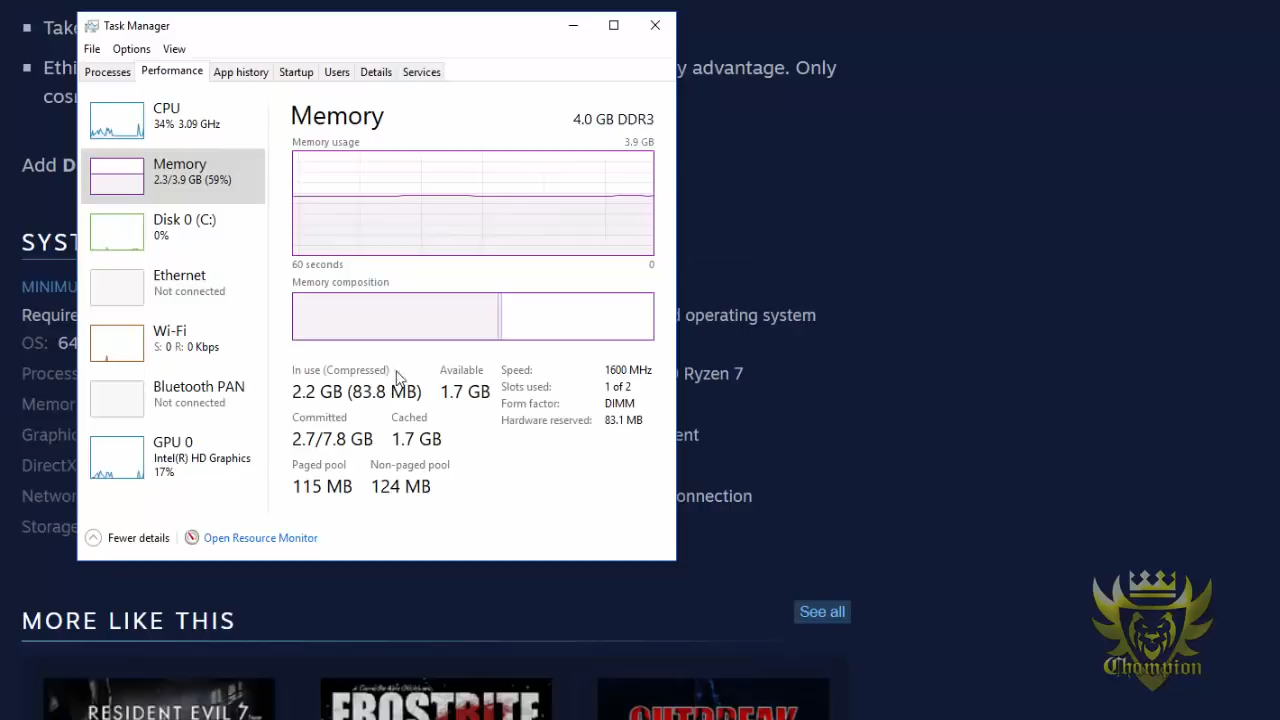 Take
Ethi
y advantage. Only
cosm
Add D
SYST
MINIMU
Require
d operating system
OS: 64
Process
Ryzen 7
Memor
Graphic
ent
DirectX
Networ
onnection
Storage
Task Manager
File Options View
Processes Performance App history Startup Users Details Services
CPU
34% 3.09 GHz
Memory
2.3/3.9 GB (59%)
Disk 0 (C:)
0%
Ethernet
Not connected
Wi-Fi
S: 0 R: 0 Kbps
Bluetooth PAN
Not connected
GPU 0
Intel(R) HD Graphics
17%
Memory 4.0 GB DDR3
Memory usage 3.9 GB
60 seconds 0
Memory composition
In use (Compressed) Available
2.2 GB (83.8 MB) 1.7 GB
Committed Cached
2.7/7.8 GB 1.7 GB
Paged pool Non-paged pool
115 MB 124 MB
Speed: 1600 MHz
Slots used: 1 of 2
Form factor: DIMM
Hardware reserved: 83.1 MB
Fewer details Open Resource Monitor
MORE LIKE THIS See all
RESIDENT EVIL 7
FROSTBITE
OUTBREAK
Chompion